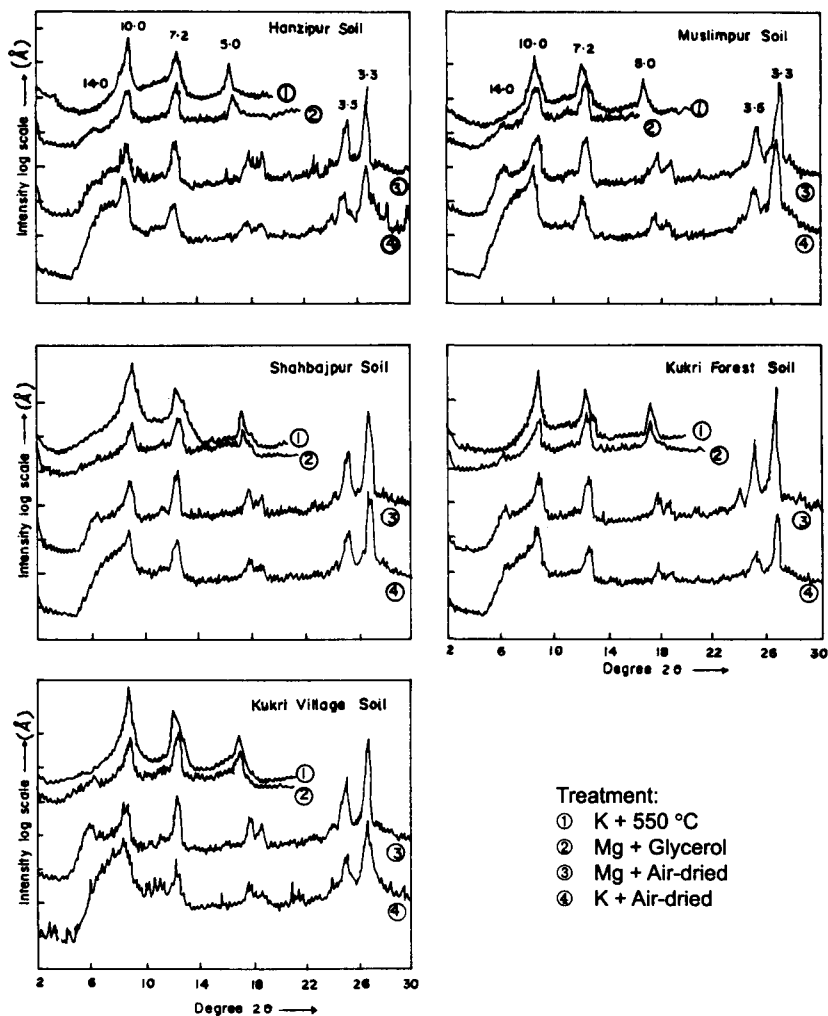 Hanzipur Soil
10·0
7·2
5·0
14·0
3·5
3·3
①
②
③
④
Intensity log scale ⟶(Å)
Muslimpur Soil
10·0
7·2
8·0
14·0
3·5
3·3
①
②
③
④
Shahbajpur Soil
①
②
③
④
Intensity log scale ⟶(Å)
Kukri Forest Soil
①
②
③
④
2 6 10 14 18 22 26 30
Degree 2θ ⟶
Kukri Village Soil
①
②
③
④
Intensity log scale ⟶(Å)
2 6 10 14 18 22 26 30
Degree 2θ ⟶
Treatment:
① K + 550 °C
② Mg + Glycerol
③ Mg + Air-dried
④ K + Air-dried